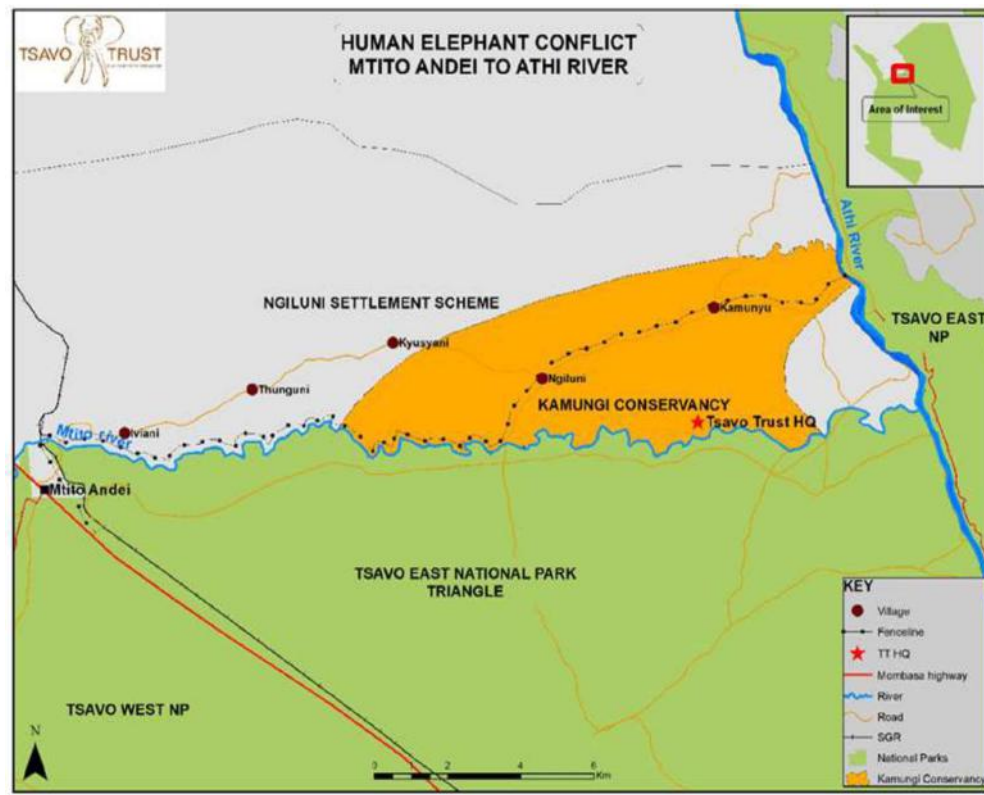 TSAVO TRUST
HUMAN ELEPHANT CONFLICT
MTITO ANDEI TO ATHI RIVER
Area of Interest
Athi River
NGILUNI SETTLEMENT SCHEME
Kamunyu
TSAVO EAST
NP
Kyusyani
Ngiluni
Thunguni
KAMUNGI CONSERVANCY
Tsavo Trust HQ
Mtito river
Iviani
Mtito Andei
TSAVO EAST NATIONAL PARK
TRIANGLE
TSAVO WEST NP
N
0 1 2 4 6
Km
KEY
Village
Fenceline
TT HQ
Mombasa highway
River
Road
SGR
National Parks
Kamungi Conservancy